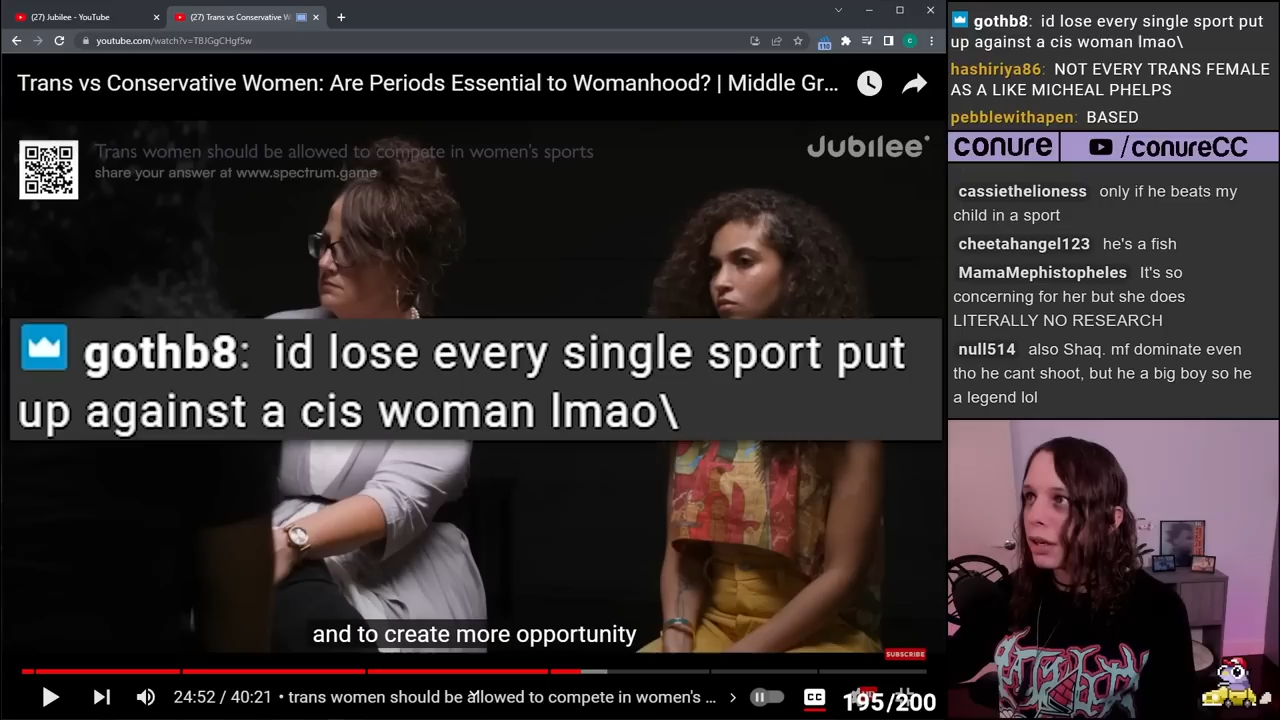 (27) Jubilee - YouTube
(27) Trans vs Conservative W
youtube.com/watch?v=TBJGgCHgf5w
Trans vs Conservative Women: Are Periods Essential to Womanhood? | Middle Gr...
Trans women should be allowed to compete in women's sports
share your answer at www.spectrum.game
Jubilee
gothb8: id lose every single sport put
up against a cis woman lmao\
and to create more opportunity
SUBSCRIBE
24:52 / 40:21 • trans women should be allowed to compete in women's ...
CC
195/200
gothb8: id lose every single sport put
up against a cis woman lmao\
hashiriya86: NOT EVERY TRANS FEMALE
AS A LIKE MICHEAL PHELPS
pebblewithapen: BASED
conure /conureCC
cassiethelioness only if he beats my
child in a sport
cheetahangel123 he's a fish
MamaMephistopheles It's so
concerning for her but she does
LITERALLY NO RESEARCH
null514 also Shaq. mf dominate even
tho he cant shoot, but he a big boy so he
a legend lol